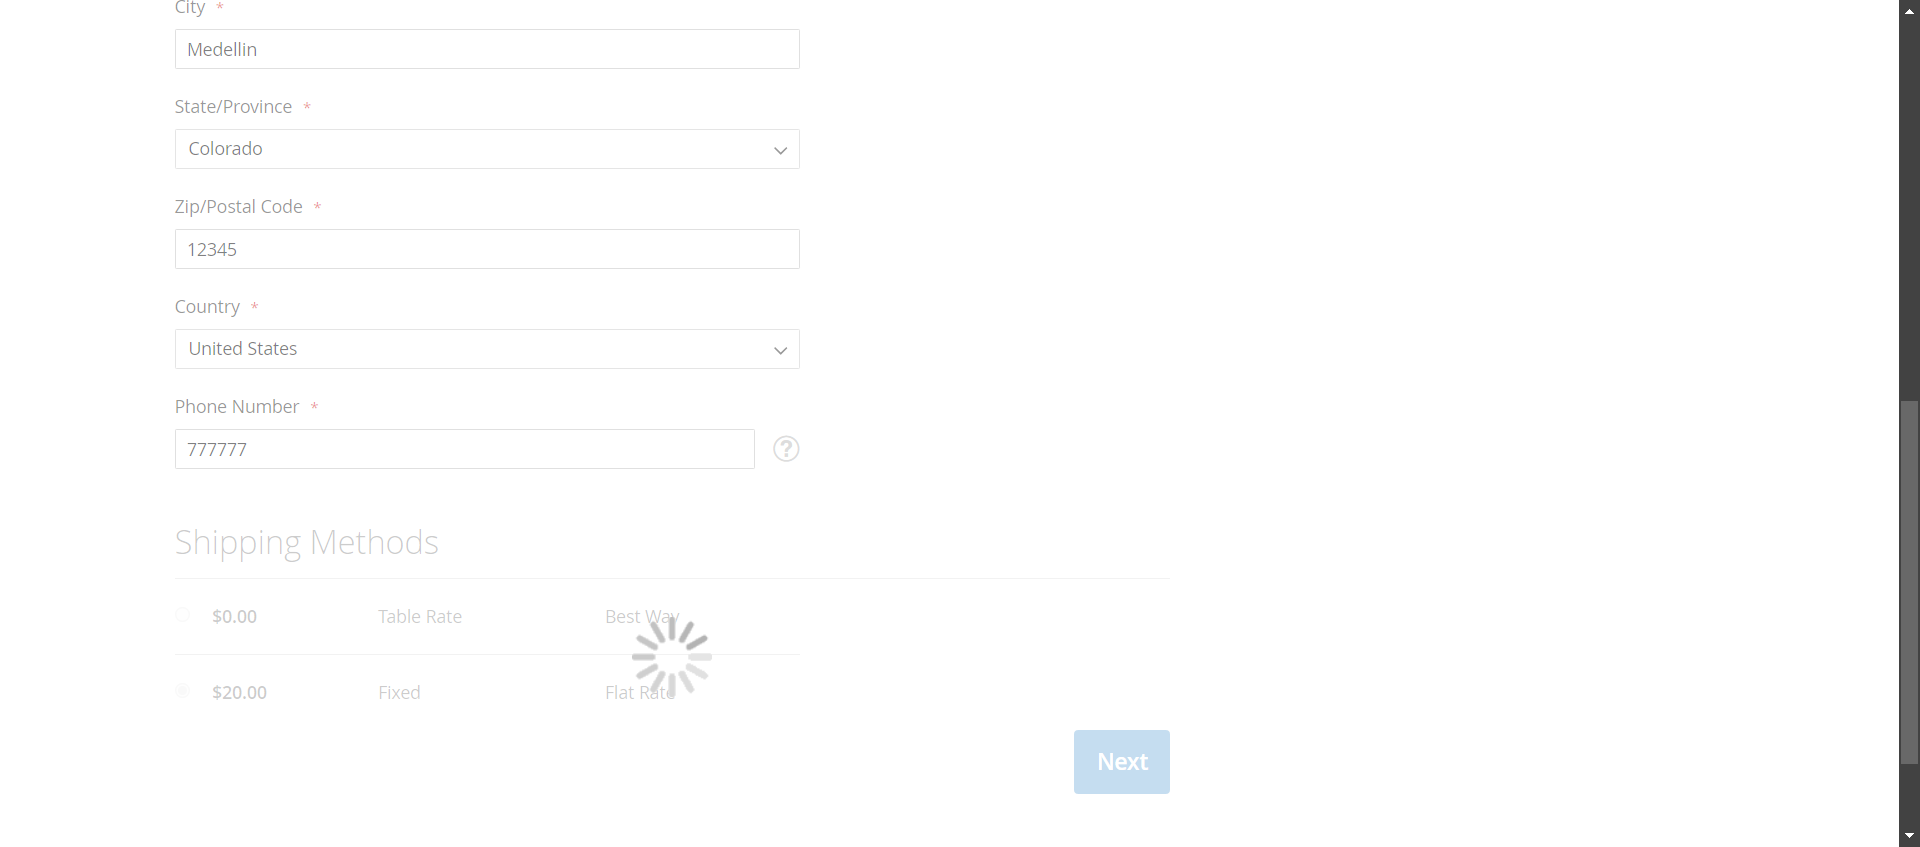 City *
Medellin
State/Province *
Colorado
Zip/Postal Code *
12345
Country *
United States
Phone Number *
777777
?
Shipping Methods
$0.00 Table Rate Best Way
$20.00 Fixed Flat Rate
Next